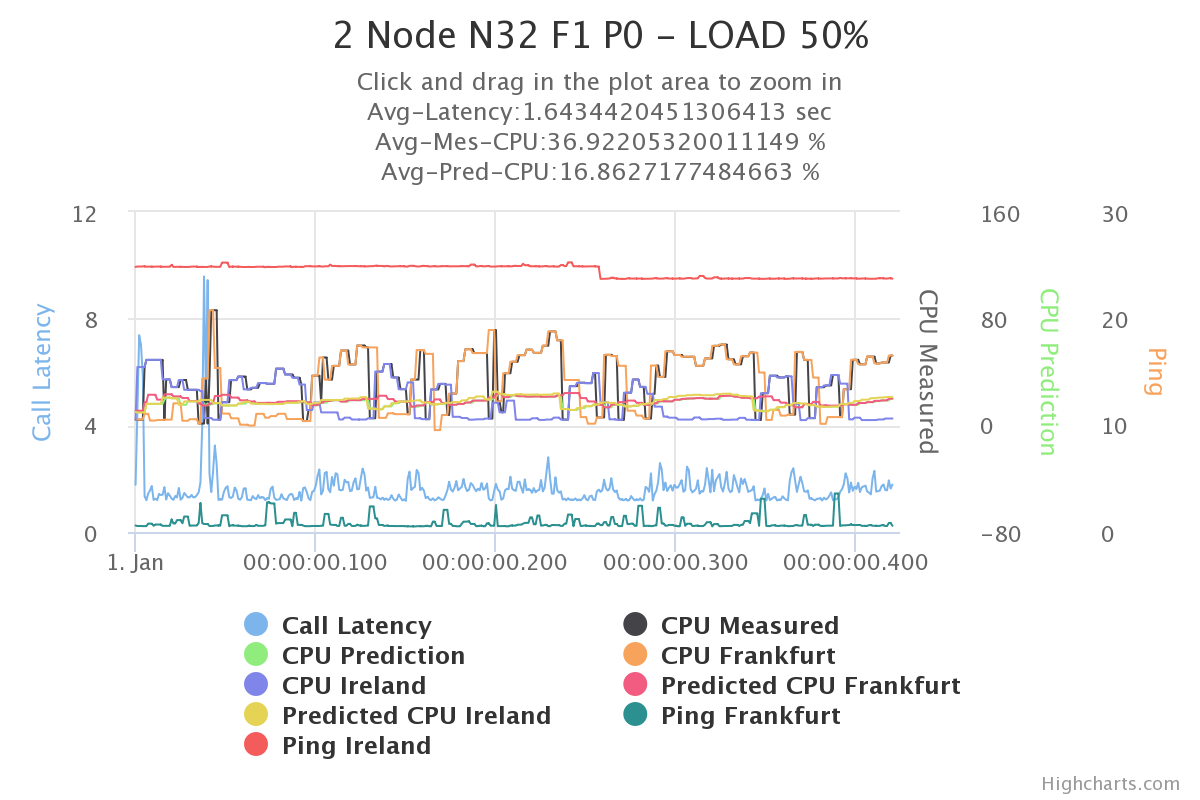 2 Node N32 F1 P0 – LOAD 50%
Click and drag in the plot area to zoom in
Avg–Latency:1.6434420451306413 sec
Avg–Mes–CPU:36.92205320011149 %
Avg–Pred–CPU:16.8627177484663 %
12
8
4
0
Call Latency
160
80
0
–80
CPU Measured
CPU Prediction
30
20
10
0
Ping
1. Jan
00:00:00.100
00:00:00.200
00:00:00.300
00:00:00.400
Call Latency
CPU Measured
CPU Prediction
CPU Frankfurt
CPU Ireland
Predicted CPU Frankfurt
Predicted CPU Ireland
Ping Frankfurt
Ping Ireland
Highcharts.com